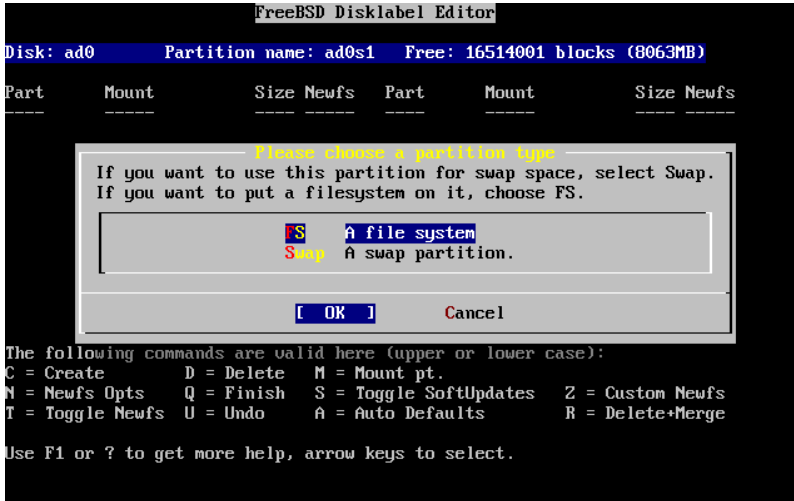 FreeBSD Disklabel Editor
Disk: ad0 Partition name: ad0s1 Free: 16514001 blocks (8063MB)
Part Mount Size Newfs Part Mount Size Newfs
---- ----- ---- ----- ---- ----- ---- -----
Please choose a partition type
If you want to use this partition for swap space, select Swap.
If you want to put a filesystem on it, choose FS.
FS A file system
Swap A swap partition.
[ OK ] Cancel
The following commands are valid here (upper or lower case):
C = Create D = Delete M = Mount pt.
N = Newfs Opts Q = Finish S = Toggle SoftUpdates Z = Custom Newfs
T = Toggle Newfs U = Undo A = Auto Defaults R = Delete+Merge
Use F1 or ? to get more help, arrow keys to select.